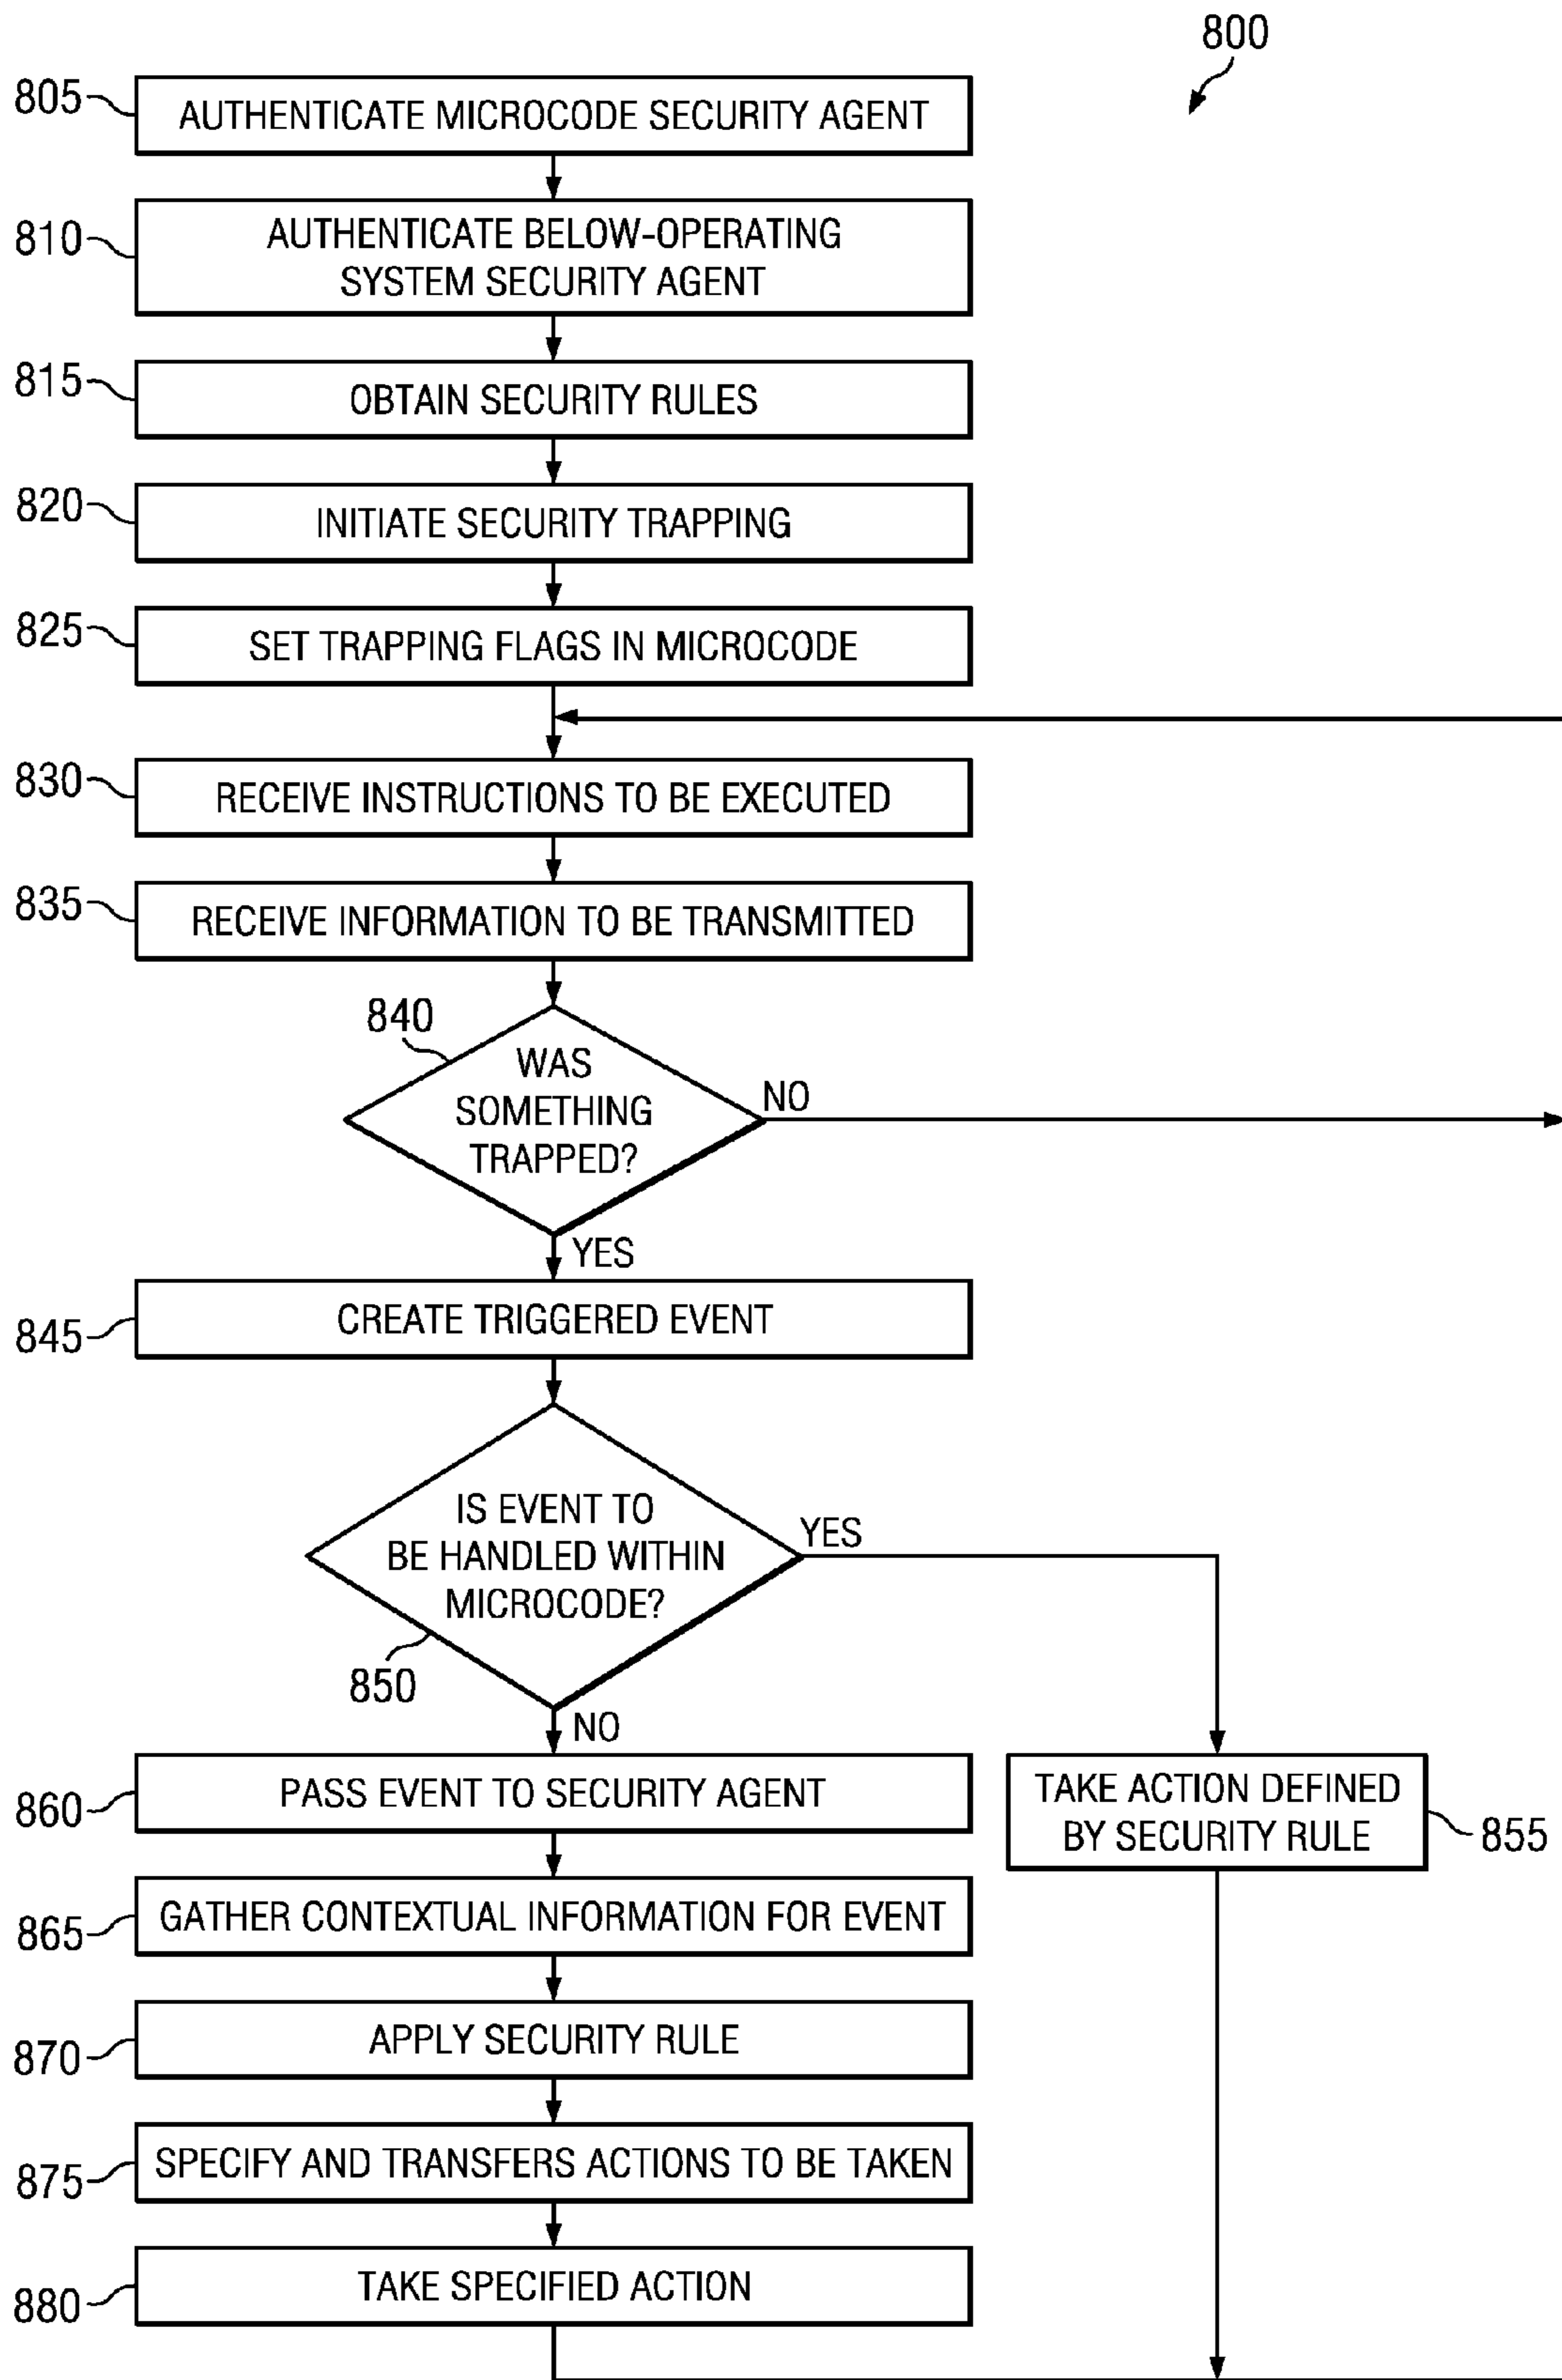 800
805
AUTHENTICATE MICROCODE SECURITY AGENT
810
AUTHENTICATE BELOW-OPERATING
SYSTEM SECURITY AGENT
815
OBTAIN SECURITY RULES
820
INITIATE SECURITY TRAPPING
825
SET TRAPPING FLAGS IN MICROCODE
830
RECEIVE INSTRUCTIONS TO BE EXECUTED
835
RECEIVE INFORMATION TO BE TRANSMITTED
840
WAS
SOMETHING
TRAPPED?
NO
YES
845
CREATE TRIGGERED EVENT
IS EVENT TO
BE HANDLED WITHIN
MICROCODE?
YES
850
NO
860
PASS EVENT TO SECURITY AGENT
TAKE ACTION DEFINED
BY SECURITY RULE
855
865
GATHER CONTEXTUAL INFORMATION FOR EVENT
870
APPLY SECURITY RULE
875
SPECIFY AND TRANSFERS ACTIONS TO BE TAKEN
880
TAKE SPECIFIED ACTION